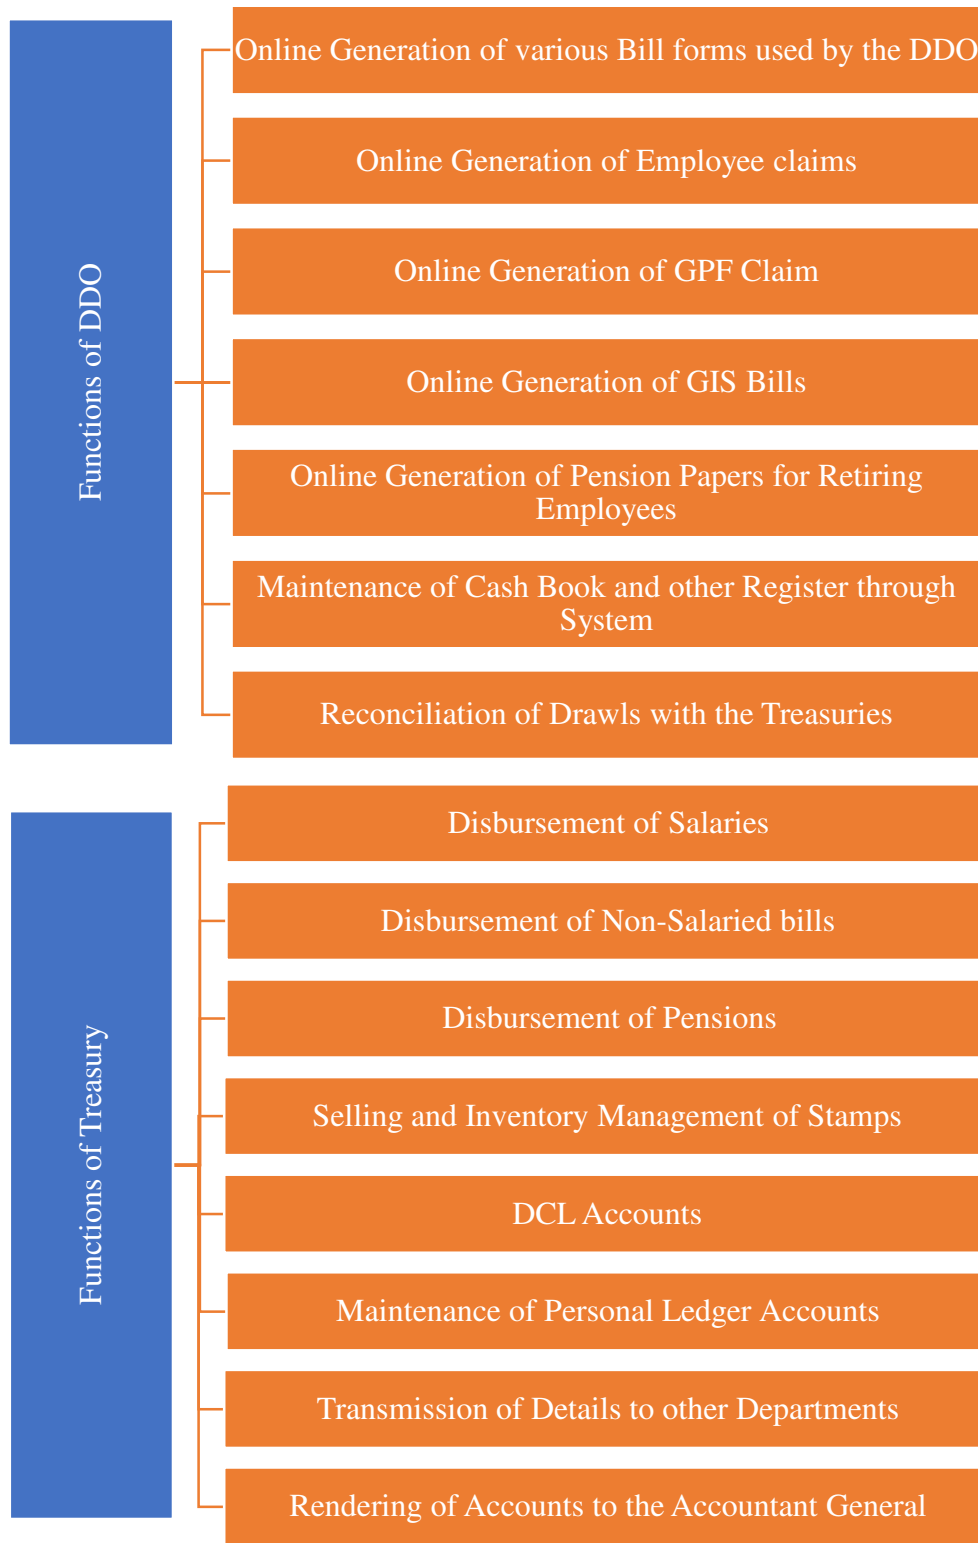 Functions of DDO
Online Generation of various Bill forms used by the DDO
Online Generation of Employee claims
Online Generation of GPF Claim
Online Generation of GIS Bills
Online Generation of Pension Papers for Retiring
Employees
Maintenance of Cash Book and other Register through
System
Reconciliation of Drawls with the Treasuries
Functions of Treasury
Disbursement of Salaries
Disbursement of Non-Salaried bills
Disbursement of Pensions
Selling and Inventory Management of Stamps
DCL Accounts
Maintenance of Personal Ledger Accounts
Transmission of Details to other Departments
Rendering of Accounts to the Accountant General